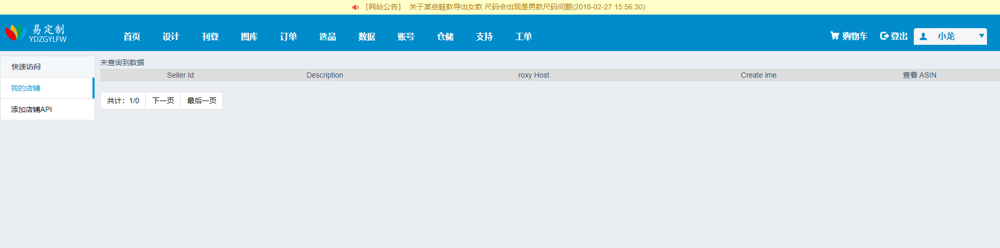 ［网站公告］ 关于某些鞋款导出女款 尺码会出现是男款尺码问题(2018-02-27 15:56:30)
易定制
YDZGYLFW
首页 设计 刊登 图库 订单 选品 数据 账号 仓储 支持 工单 购物车 登出 小龙
快速访问
我的店铺
添加店铺API
未查询到数据
Seller Id Description roxy Host Create ime 查看 ASIN
共计：1/0 下一页 最后一页